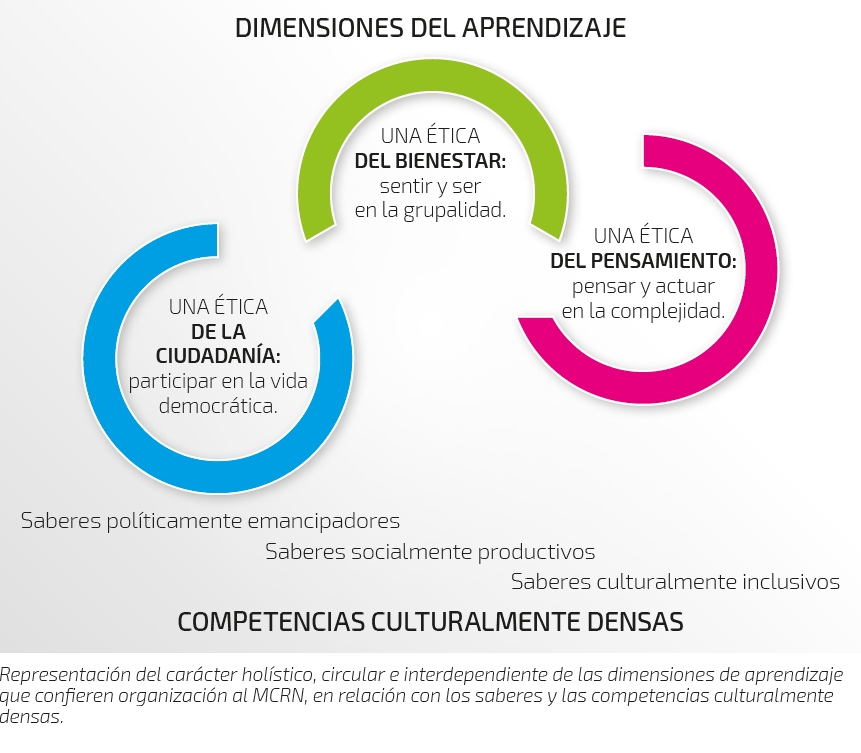 DIMENSIONES DEL APRENDIZAJE
UNA ÉTICA
DEL BIENESTAR:
sentir y ser
en la grupalidad.
UNA ÉTICA
DEL PENSAMIENTO:
pensar y actuar
en la complejidad.
UNA ÉTICA
DE LA
CIUDADANÍA:
participar en la vida
democrática.
Saberes políticamente emancipadores
Saberes socialmente productivos
Saberes culturalmente inclusivos
COMPETENCIAS CULTURALMENTE DENSAS
Representación del carácter holístico, circular e interdependiente de las dimensiones de aprendizaje
que confieren organización al MCRN, en relación con los saberes y las competencias culturalmente
densas.